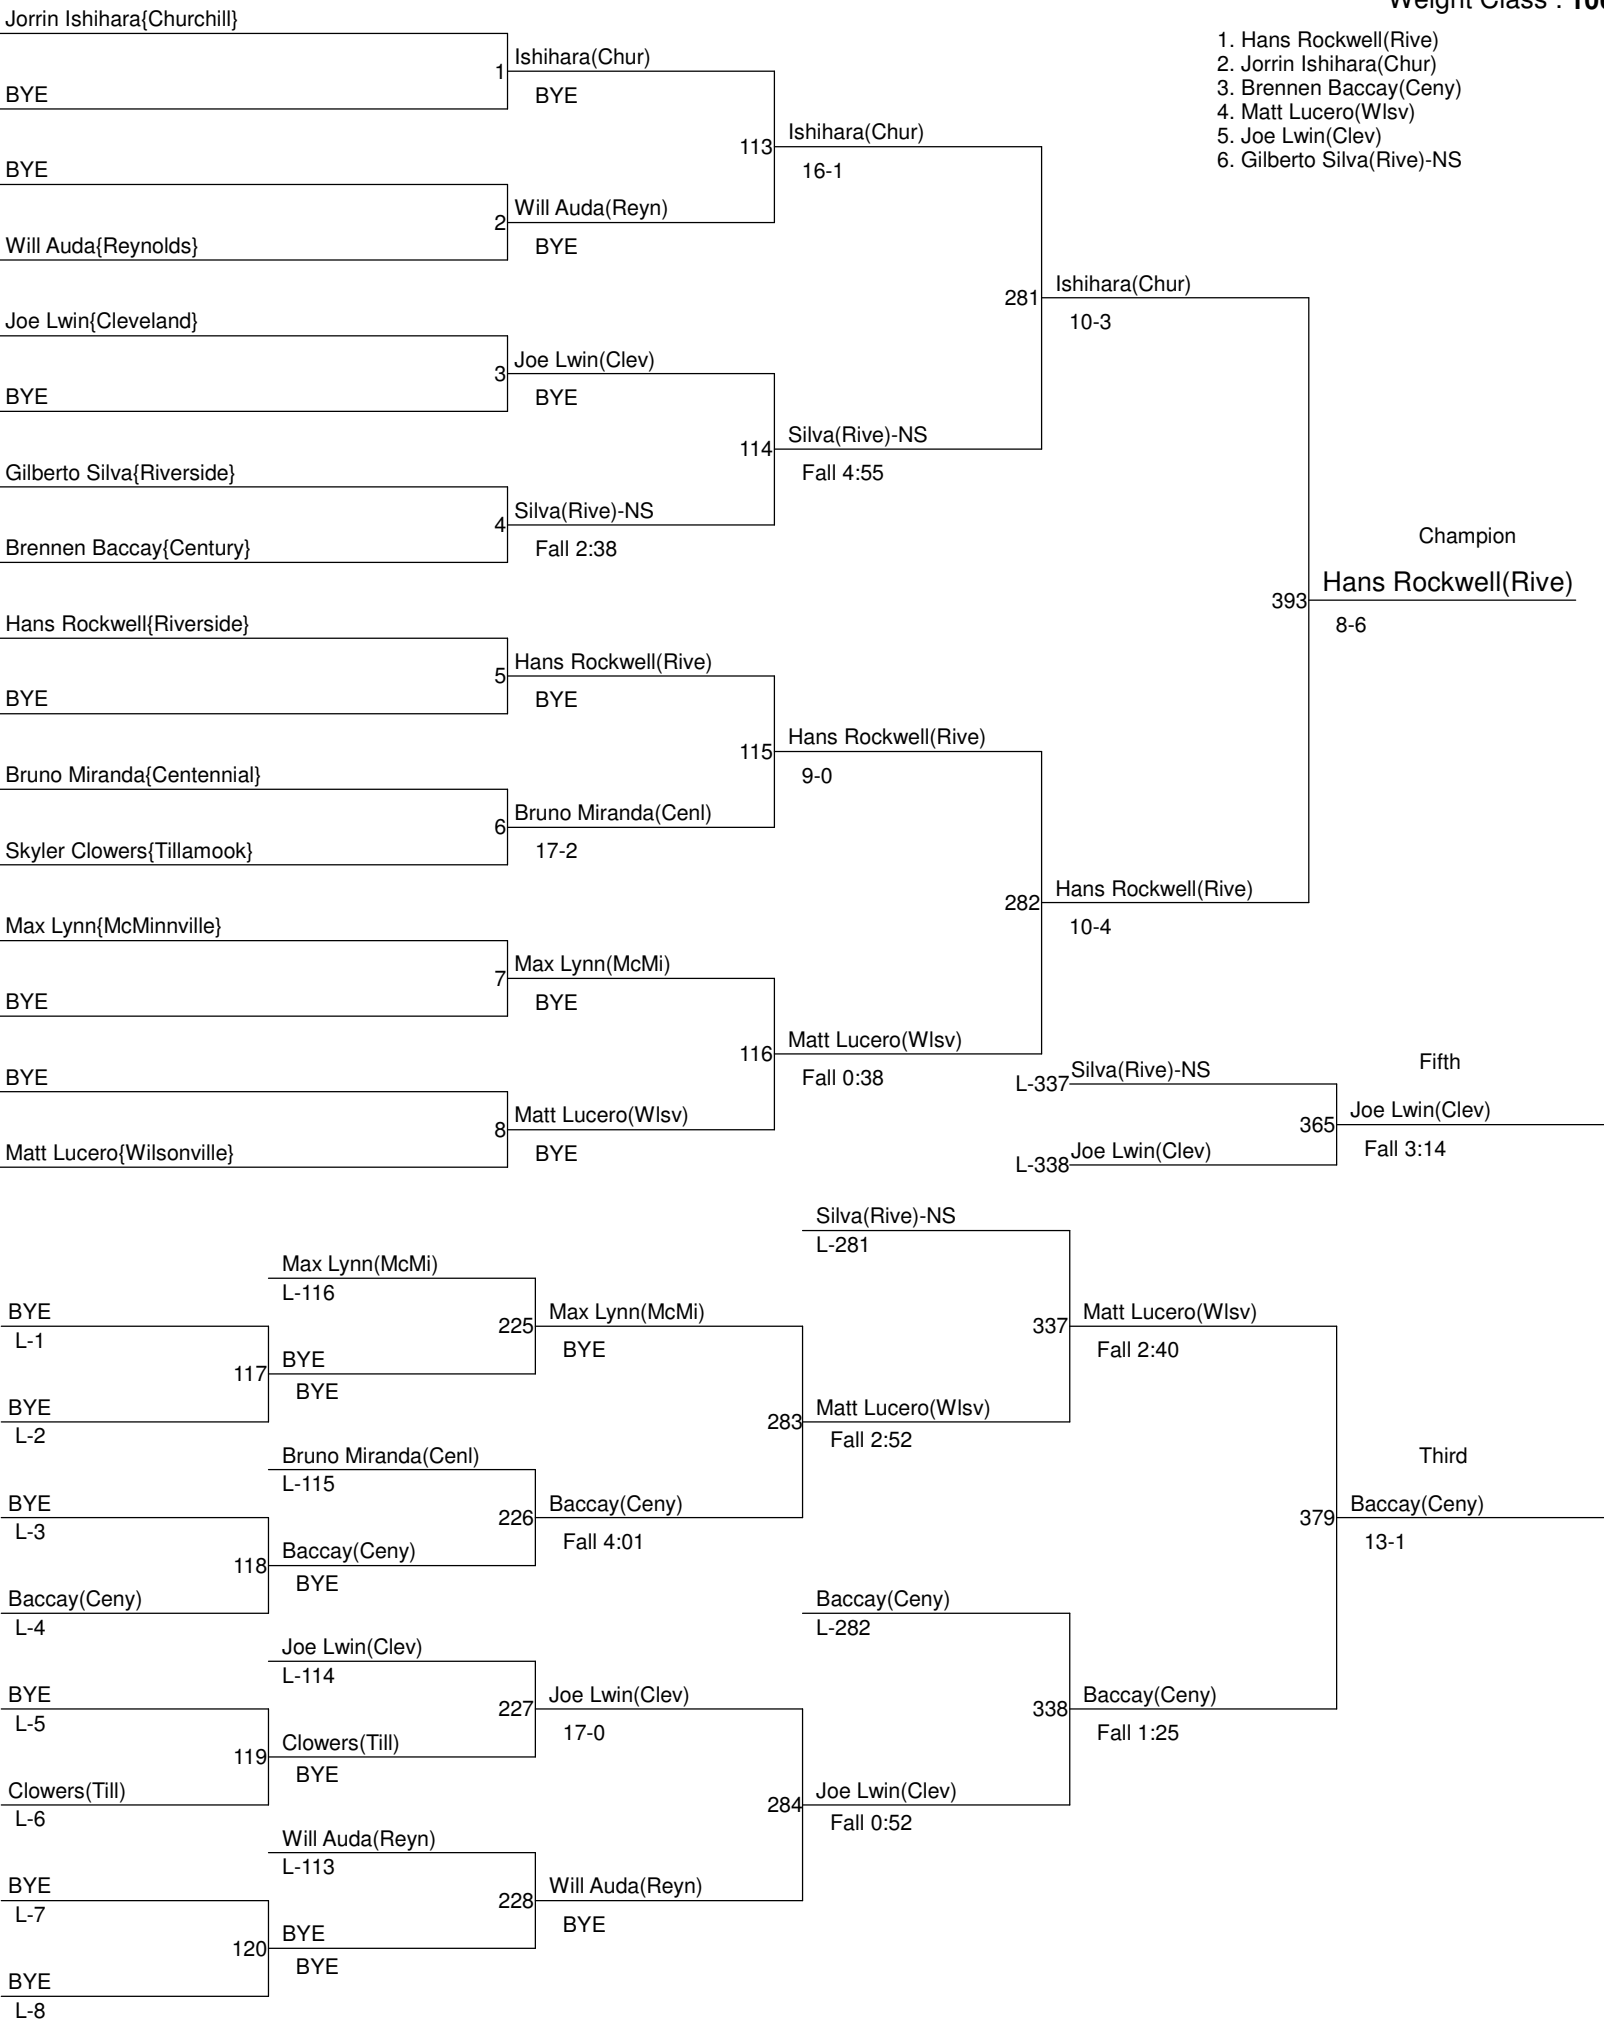 Weight Class :
1. Hans Rockwell(Rive)
2. Jorrin Ishihara(Chur)
3. Brennen Baccay(Ceny)
4. Matt Lucero(Wlsv)
5. Joe Lwin(Clev)
6. Gilberto Silva(Rive)-NS
Jorrin Ishihara{Churchill}
BYE
1
Ishihara(Chur)
BYE
BYE
Will Auda{Reynolds}
2
Will Auda(Reyn)
BYE
113
Ishihara(Chur)
16-1
Joe Lwin{Cleveland}
BYE
3
Joe Lwin(Clev)
BYE
Gilberto Silva{Riverside}
Brennen Baccay{Century}
4
Silva(Rive)-NS
Fall 2:38
114
Silva(Rive)-NS
Fall 4:55
281
Ishihara(Chur)
10-3
Hans Rockwell{Riverside}
BYE
5
Hans Rockwell(Rive)
BYE
Bruno Miranda{Centennial}
Skyler Clowers{Tillamook}
6
Bruno Miranda(Cenl)
17-2
115
Hans Rockwell(Rive)
9-0
Max Lynn{McMinnville}
BYE
7
Max Lynn(McMi)
BYE
BYE
Matt Lucero{Wilsonville}
8
Matt Lucero(Wlsv)
BYE
116
Matt Lucero(Wlsv)
Fall 0:38
282
Hans Rockwell(Rive)
10-4
Champion
393
Hans Rockwell(Rive)
8-6
Fifth
L-337
Silva(Rive)-NS
L-338
Joe Lwin(Clev)
365
Joe Lwin(Clev)
Fall 3:14
BYE
L-1
BYE
L-2
117
Max Lynn(McMi)
L-116
BYE
BYE
225
Max Lynn(McMi)
BYE
BYE
L-3
Baccay(Ceny)
L-4
118
Bruno Miranda(Cenl)
L-115
Baccay(Ceny)
BYE
226
Baccay(Ceny)
Fall 4:01
283
Silva(Rive)-NS
L-281
Matt Lucero(Wlsv)
Fall 2:52
337
Matt Lucero(Wlsv)
Fall 2:40
BYE
L-5
Clowers(Till)
L-6
119
Joe Lwin(Clev)
L-114
Clowers(Till)
BYE
227
Joe Lwin(Clev)
17-0
BYE
L-7
BYE
L-8
120
Will Auda(Reyn)
L-113
BYE
BYE
228
Will Auda(Reyn)
BYE
284
Baccay(Ceny)
L-282
Joe Lwin(Clev)
Fall 0:52
338
Baccay(Ceny)
Fall 1:25
Third
379
Baccay(Ceny)
13-1